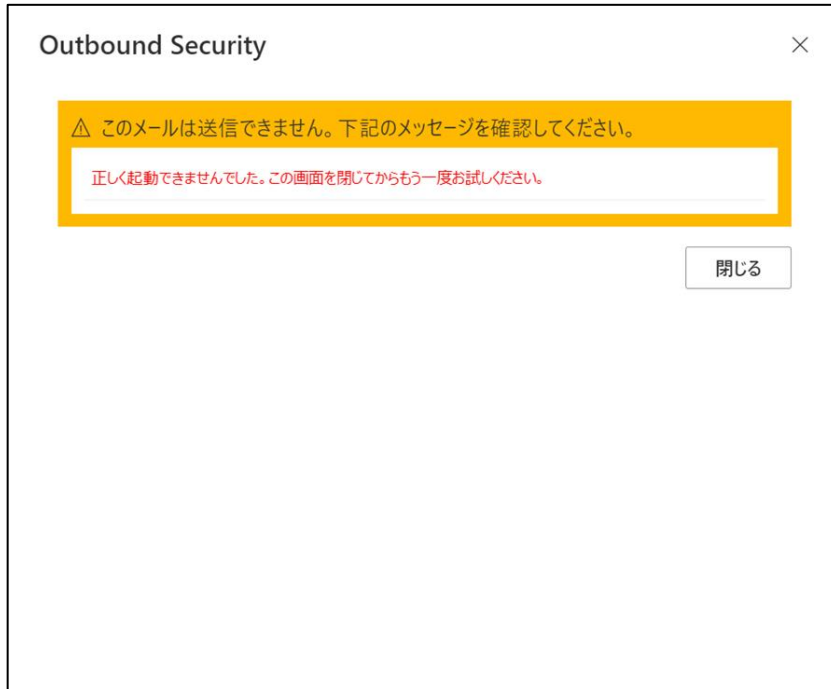 Outbound Security
このメールは送信できません。下記のメッセージを確認してください。
正しく起動できませんでした。この画面を閉じてからもう一度お試しください。
閉じる